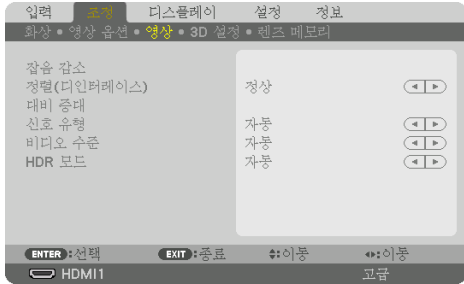 입력 조정 디스플레이 설정 정보
화상 • 영상 옵션 • 영상 • 3D 설정 • 렌즈 메모리
잡음 감소
정렬(디인터레이스) 정상
대비 증대
신호 유형 자동
비디오 수준 자동
HDR 모드 자동
ENTER :선택 EXIT :종료 :이동 :이동
HDMI1 고급